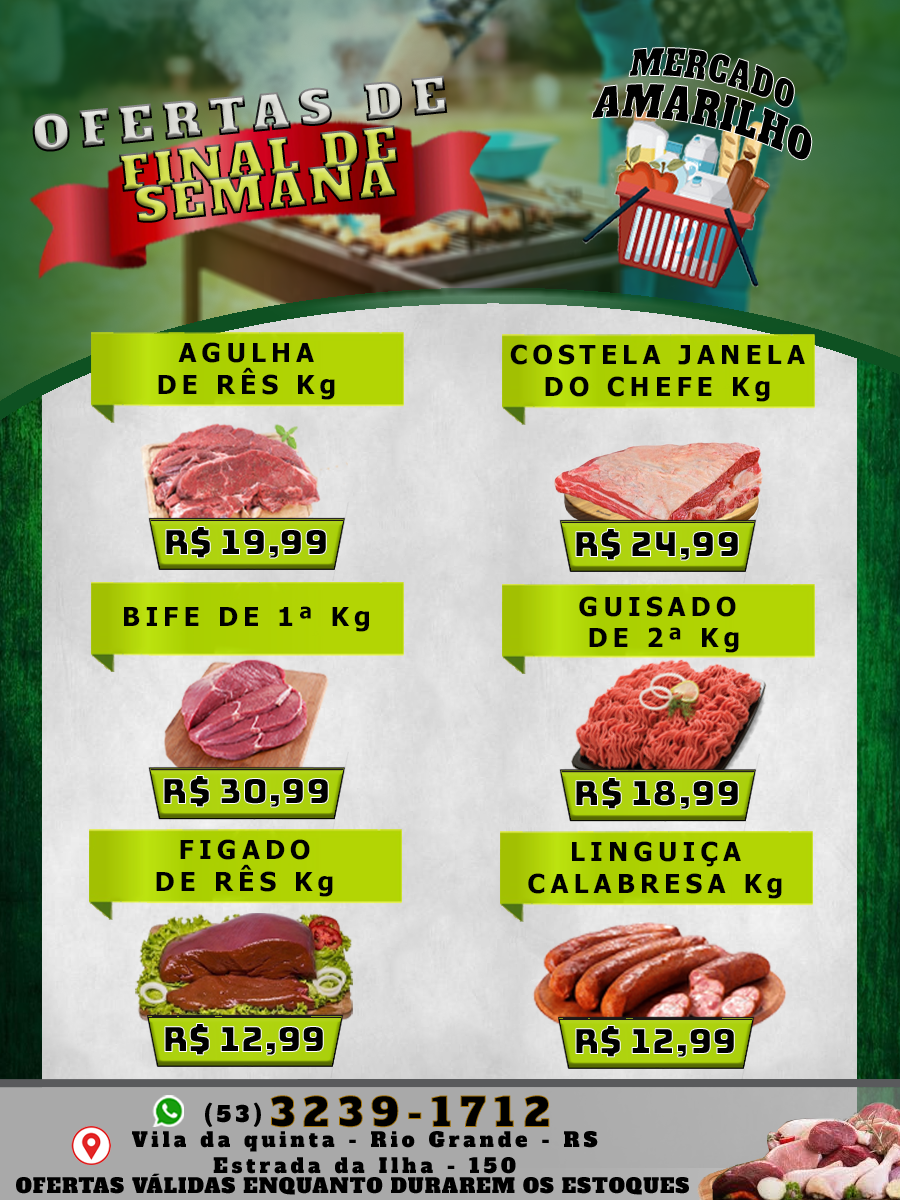 OFERTAS DE
FINAL DE
SEMANA
MERCADO
AMARILHO
AGULHA
DE RÊS Kg
R$ 19,99
COSTELA JANELA
DO CHEFE Kg
R$ 24,99
BIFE DE 1ª Kg
R$ 30,99
GUISADO
DE 2ª Kg
R$ 18,99
FIGADO
DE RÊS Kg
R$ 12,99
LINGUIÇA
CALABRESA Kg
R$ 12,99
(53) 3239-1712
Vila da quinta - Rio Grande - RS
Estrada da Ilha - 150
OFERTAS VÁLIDAS ENQUANTO DURAREM OS ESTOQUES